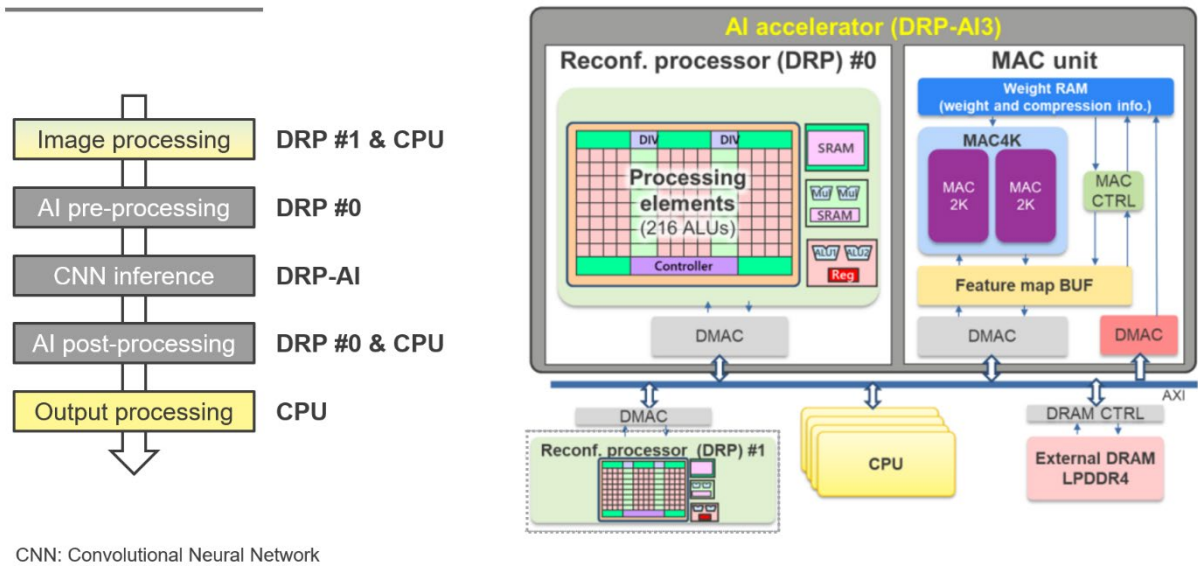 Image processing
DRP #1 & CPU
AI pre-processing
DRP #0
CNN inference
DRP-AI
AI post-processing
DRP #0 & CPU
Output processing
CPU
CNN: Convolutional Neural Network
AI accelerator (DRP-AI3)
Reconf. processor (DRP) #0
DIV
DIV
Processing
elements
(216 ALUs)
Controller
SRAM
Mul
Mul
SRAM
ALU1
ALU2
Reg
DMAC
MAC unit
Weight RAM
(weight and compression info.)
MAC4K
MAC
2K
MAC
2K
MAC
CTRL
Feature map BUF
DMAC
DMAC
AXI
DMAC
Reconf. processor (DRP) #1
CPU
DRAM CTRL
External DRAM
LPDDR4